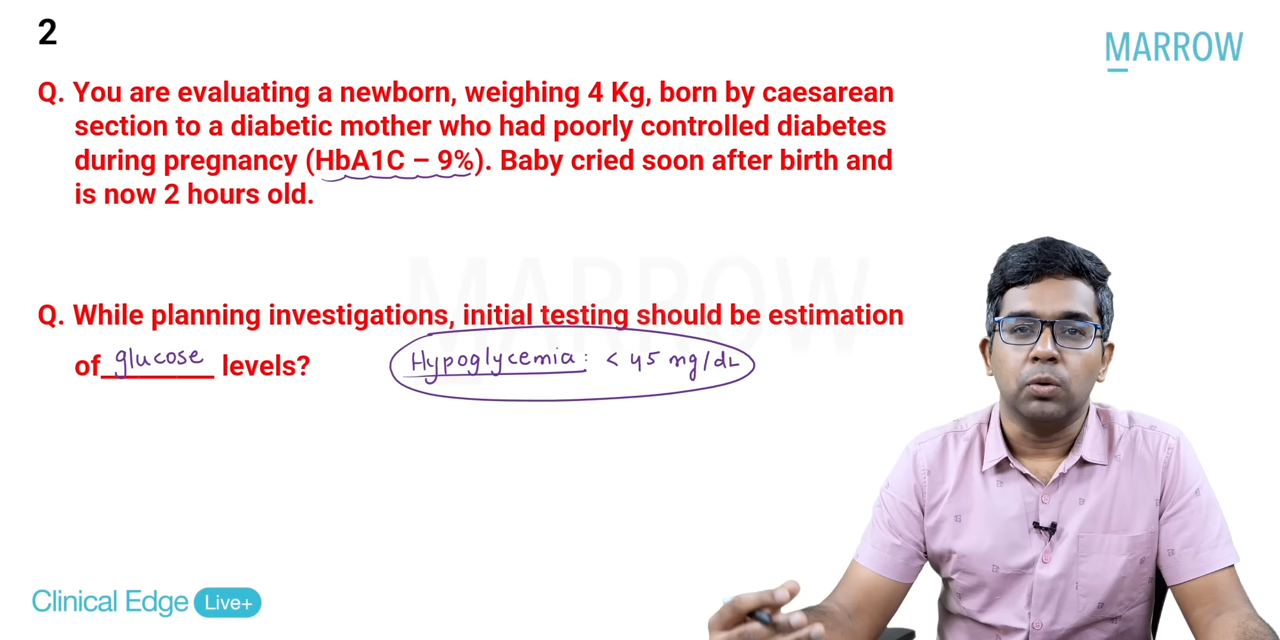 2
MARROW
Q. You are evaluating a newborn, weighing 4 Kg, born by caesarean
section to a diabetic mother who had poorly controlled diabetes
during pregnancy (HbA1C – 9%). Baby cried soon after birth and
is now 2 hours old.
MARROW
Q. While planning investigations, initial testing should be estimation
of glucose levels?
Hypoglycemia: < 45 mg/dL
Clinical Edge Live+